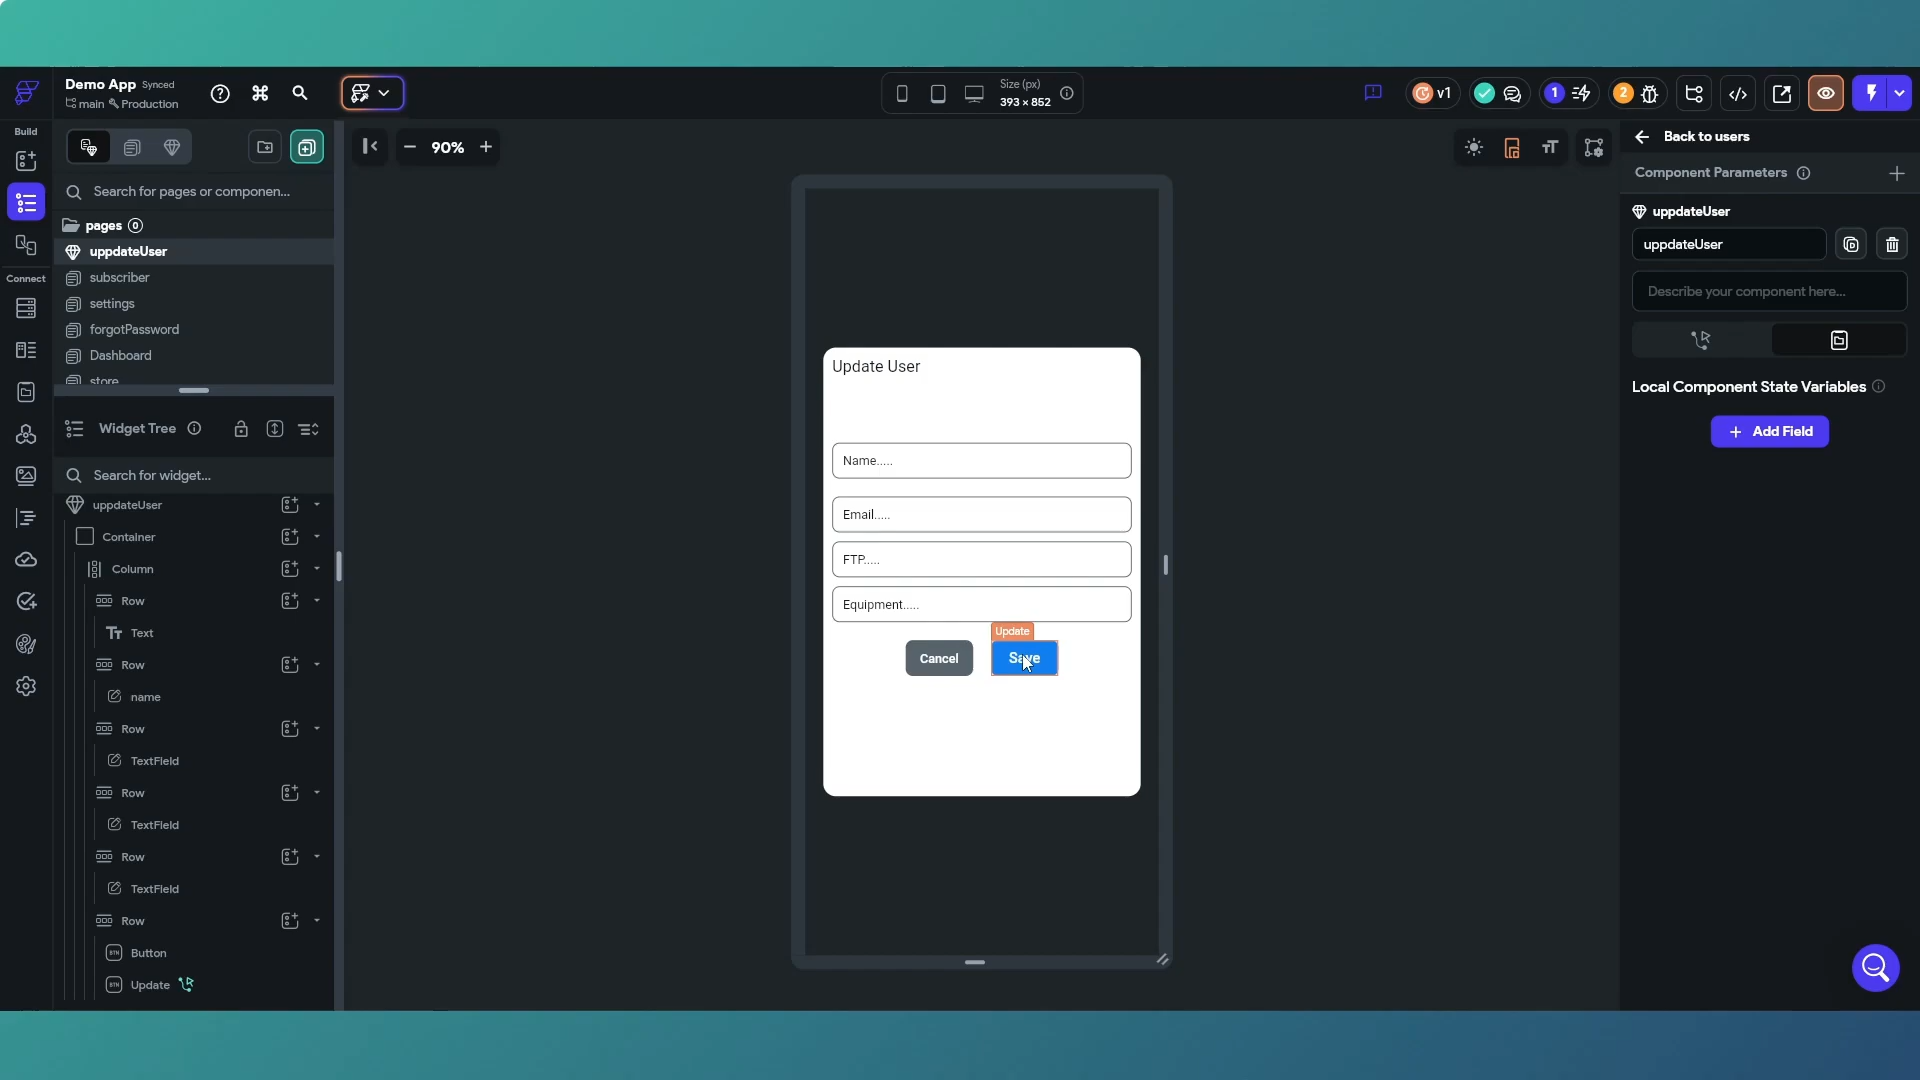 Demo App Synced
main Production
Size (px)
393 × 852
v1
1
2
Build
Connect
90%
Search for pages or componen...
pages 0
uppdateUser
subscriber
settings
forgotPassword
Dashboard
store
Widget Tree
Search for widget...
uppdateUser
Container
Column
Row
Text
Row
name
Row
TextField
Row
TextField
Row
TextField
Row
Button
Update
Update User
Name.....
Email.....
FTP.....
Equipment.....
Update
Cancel
Save
Back to users
Component Parameters
uppdateUser
uppdateUser
Describe your component here...
Local Component State Variables
+ Add Field